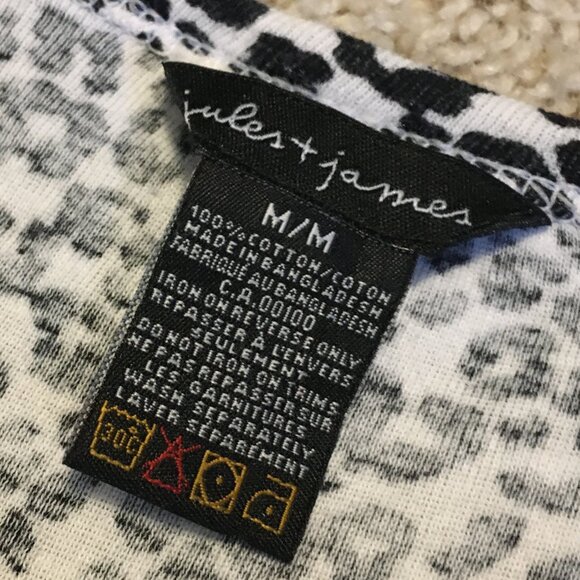 jules + james
M/M
100% COTTON/COTON
MADE IN BANGLADESH
FABRIQUÉ AU BANGLADESH
C.A. 00100
IRON ON REVERSE ONLY
REPASSER À L'ENVERS
SEULEMENT
DO NOT IRON ON TRIMS
NE PAS REPASSER SUR
LES GARNITURES
WASH SEPARATELY
LAVER SÉPAREMENT
30C